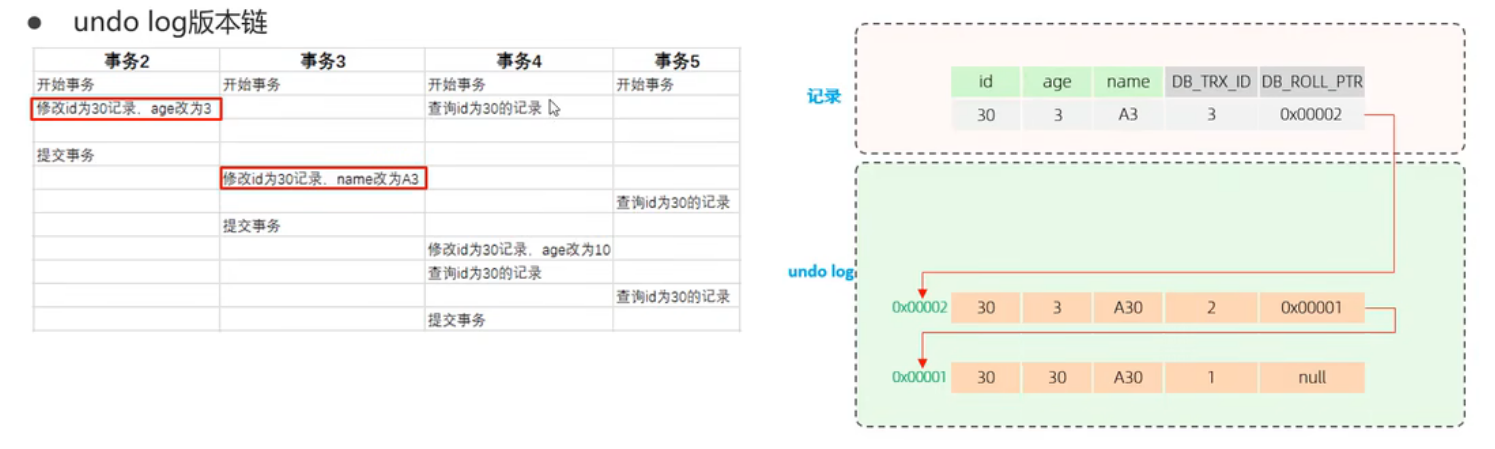 ● undo log版本链
事务2 事务3 事务4 事务5
开始事务 开始事务 开始事务 开始事务
修改id为30记录、age改为3 查询id为30的记录
提交事务
修改id为30记录、name改为A3
查询id为30的记录
提交事务
修改id为30记录、age改为10
查询id为30的记录
查询id为30的记录
提交事务
记录
id age name DB_TRX_ID DB_ROLL_PTR
30 3 A3 3 0x00002
undo log
0x00002 30 3 A30 2 0x00001
0x00001 30 30 A30 1 null